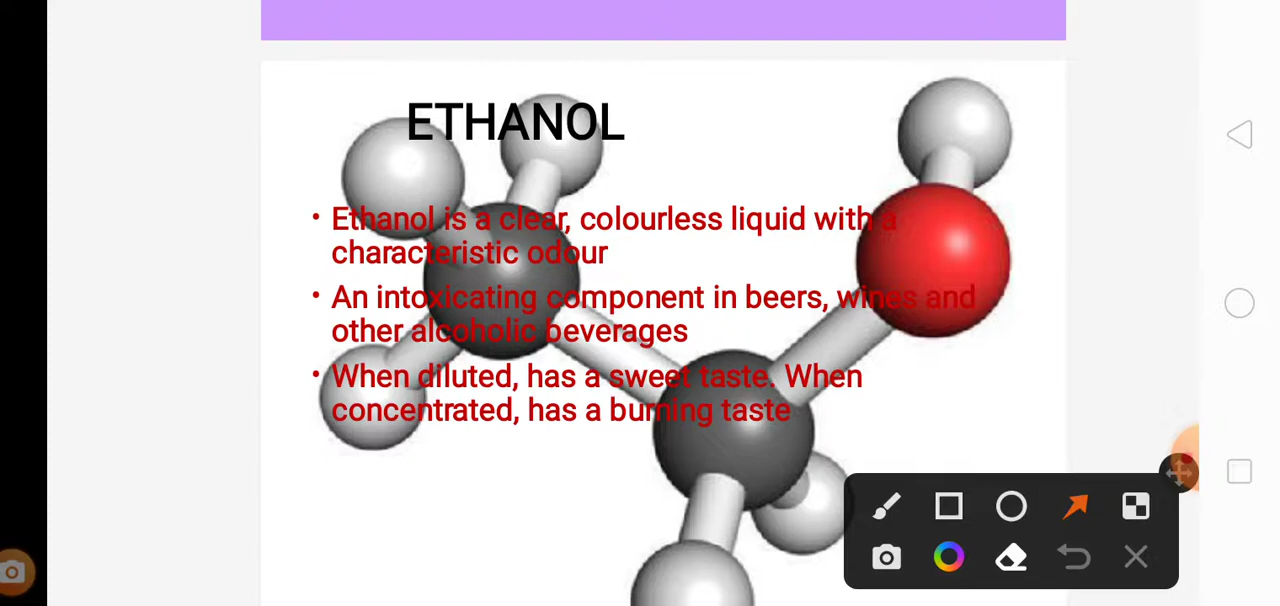 ETHANOL
• Ethanol is a clear, colourless liquid with a
characteristic odour
• An intoxicating component in beers, wines and
other alcoholic beverages
• When diluted, has a sweet taste. When
concentrated, has a burning taste